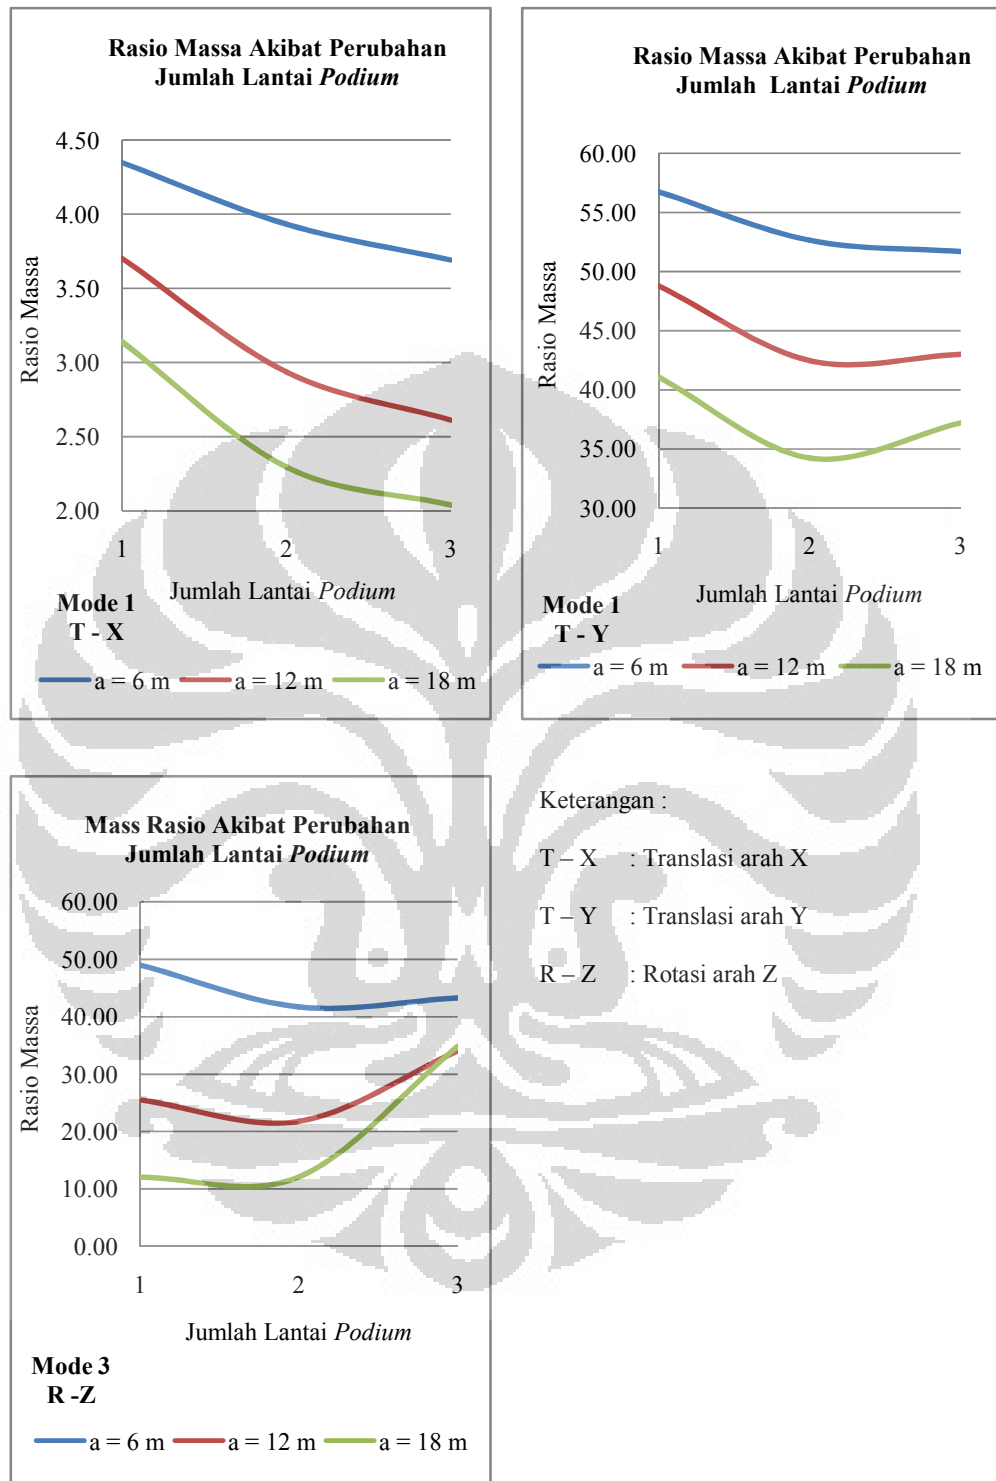 Rasio Massa Akibat Perubahan
Jumlah Lantai Podium
4.50
4.00
3.50
3.00
2.50
2.00
Rasio Massa
1 2 3
Jumlah Lantai Podium
Mode 1
T - X
a = 6 m a = 12 m a = 18 m
Rasio Massa Akibat Perubahan
Jumlah Lantai Podium
60.00
55.00
50.00
45.00
40.00
35.00
30.00
Rasio Massa
1 2 3
Jumlah Lantai Podium
Mode 1
T - Y
a = 6 m a = 12 m a = 18 m
Mass Rasio Akibat Perubahan
Jumlah Lantai Podium
60.00
50.00
40.00
30.00
20.00
10.00
0.00
Rasio Massa
1 2 3
Jumlah Lantai Podium
Mode 3
R -Z
a = 6 m a = 12 m a = 18 m
Keterangan :
T – X : Translasi arah X
T – Y : Translasi arah Y
R – Z : Rotasi arah Z